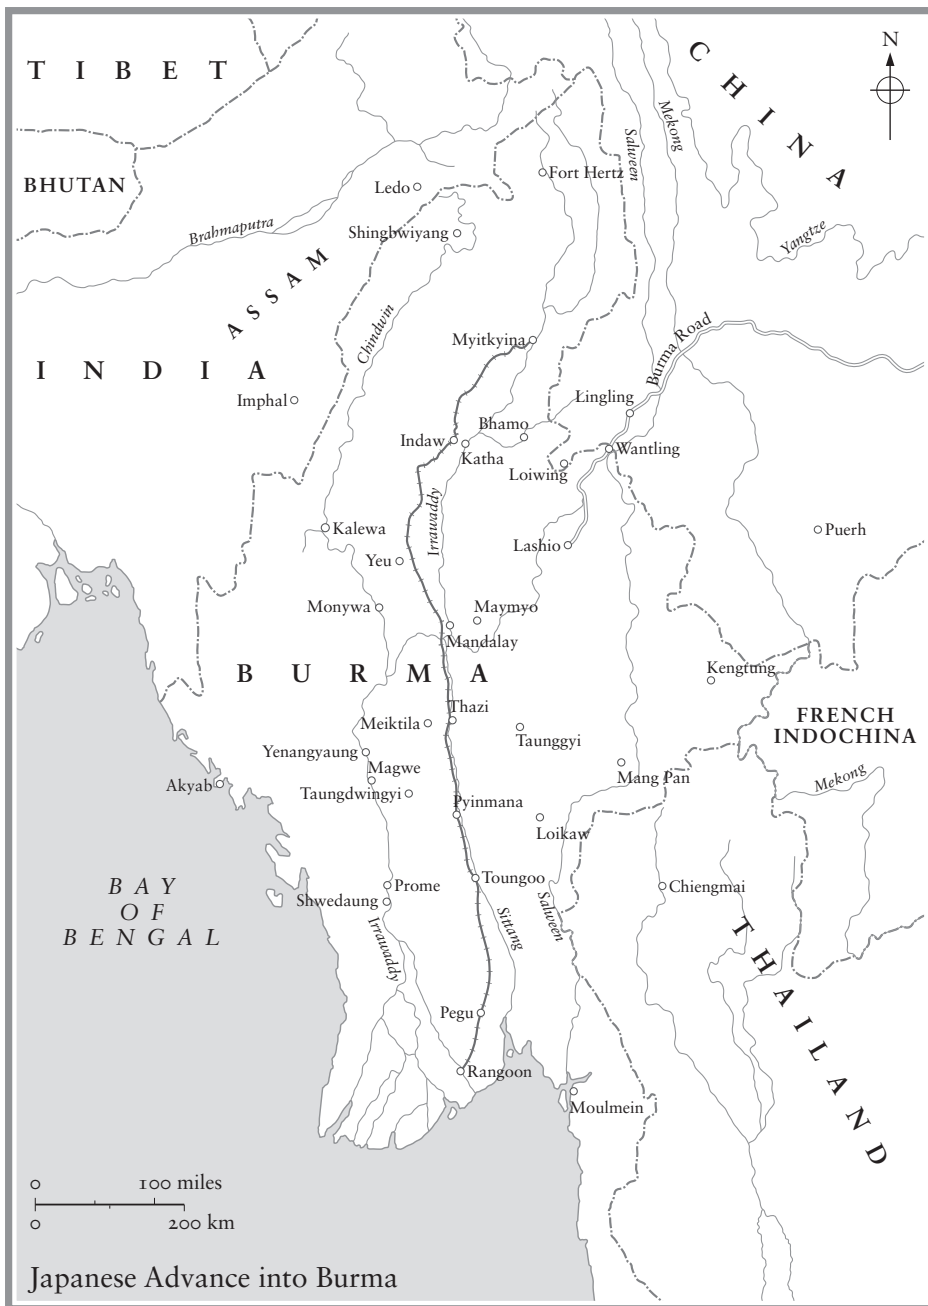 TIBET
CHINA
N
BHUTAN
Ledo
Fort Hertz
Salween
Mekong
Brahmaputra
Shingbwiyang
Yangtze
ASSAM
Chindwin
Myitkyina
Burma Road
INDIA
Imphal
Lingling
Bhamo
Indaw
Katha
Wantling
Loiwing
Irrawaddy
Kalewa
Puerh
Lashio
Yeu
Monywa
Maymyo
Mandalay
BURMA
Kengtung
Thazi
Meiktila
FRENCH
INDOCHINA
Taunggyi
Yenangyaung
Magwe
Mang Pan
Mekong
Akyab
Taungdwingyi
Pyinmana
Loikaw
Toungoo
BAY
OF
BENGAL
Prome
Chiengmai
Shwedaung
Sittang
Salween
THAILAND
Irrawaddy
Pegu
Rangoon
Moulmein
0 100 miles
0 200 km
Japanese Advance into Burma